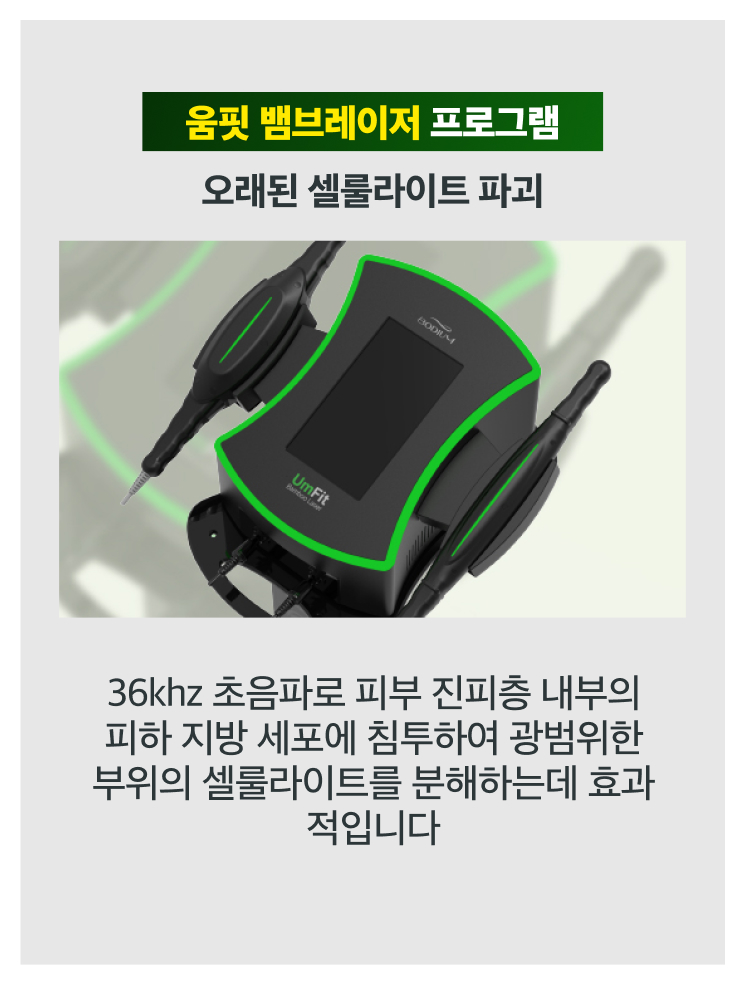 움핏 뱀브레이저 프로그램
오래된 셀룰라이트 파괴
BODIUM
UmFit
Bamboo Laser
36khz 초음파로 피부 진피층 내부의
피하 지방 세포에 침투하여 광범위한
부위의 셀룰라이트를 분해하는데 효과
적입니다